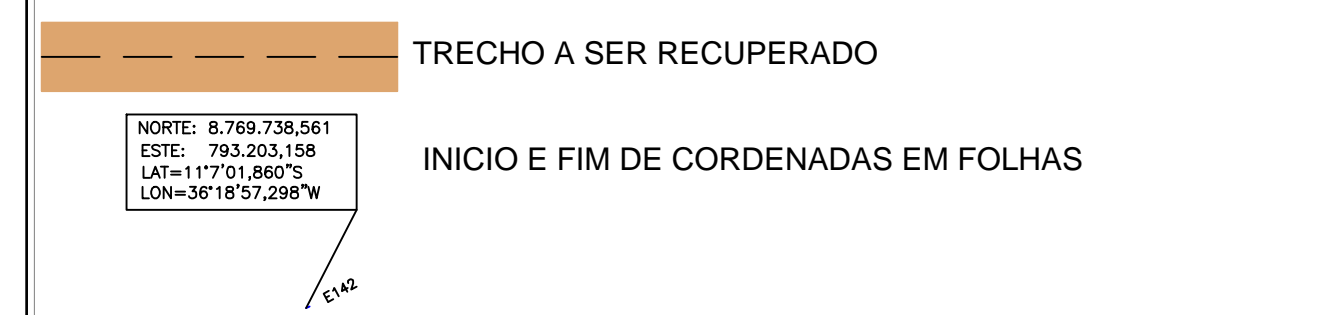 TRECHO A SER RECUPERADO
NORTE: 8.769.738,561
ESTE: 793.203,158
LAT=11°7'01,860"S
LON=36°18'57,298"W
INICIO E FIM DE CORDENADAS EM FOLHAS
E142